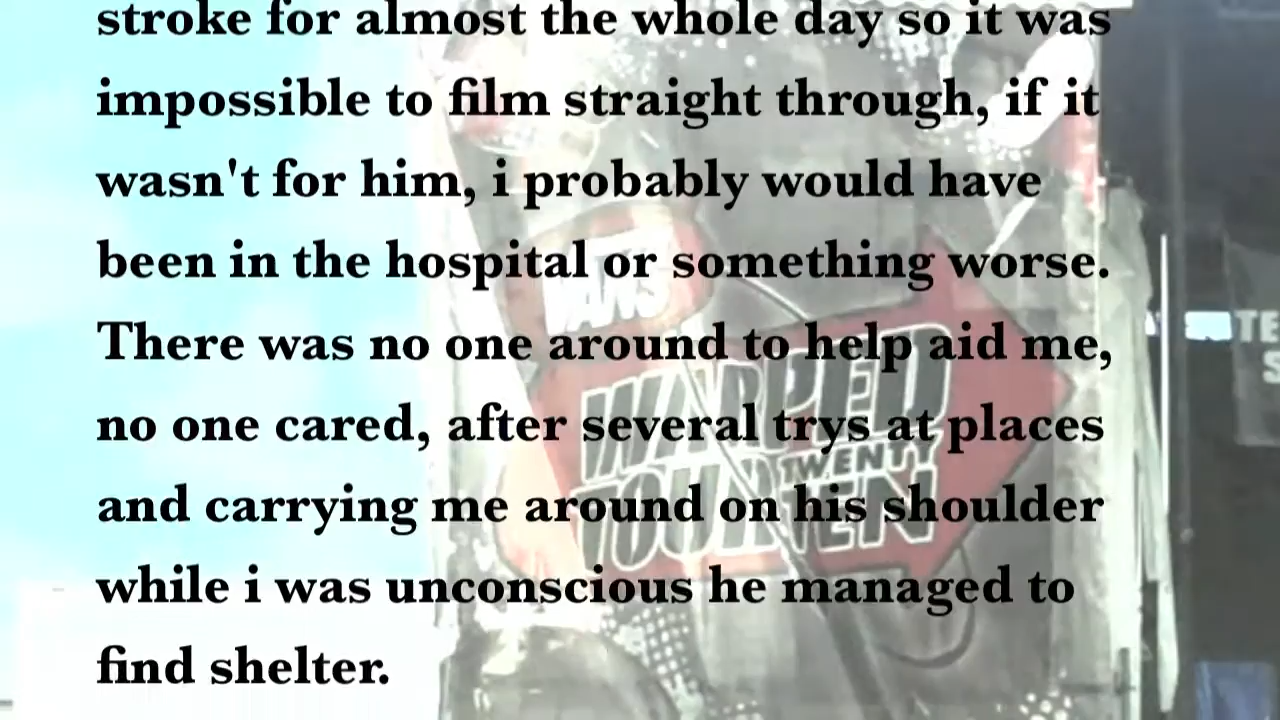 stroke for almost the whole day so it was
impossible to film straight through, if it
wasn't for him, i probably would have
been in the hospital or something worse.
There was no one around to help aid me,
no one cared, after several trys at places
and carrying me around on his shoulder
while i was unconscious he managed to
find shelter.
VANS
WARPED
TOUR
TWENTY
TEN
TE
S